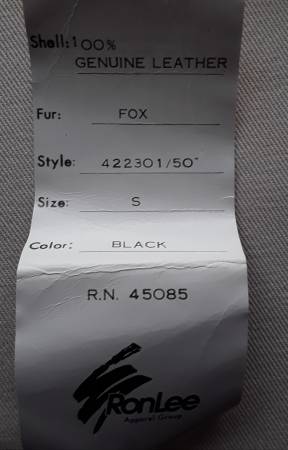 Shell: 100%
GENUINE LEATHER
Fur: FOX
Style: 422301/50"
Size: S
Color: BLACK
R.N. 45085
RonLee
Apparel Group